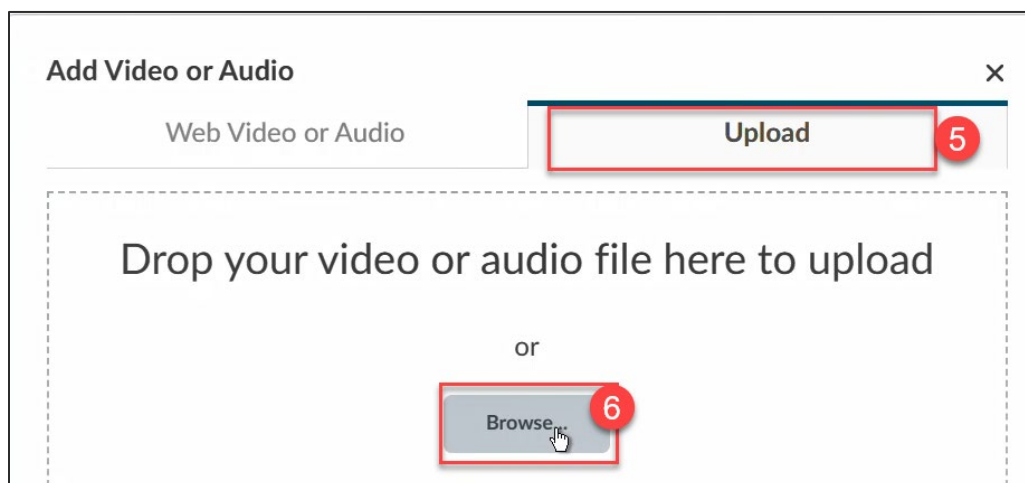 Add Video or Audio
×
Web Video or Audio
Upload
5
Drop your video or audio file here to upload
or
Browse...
6